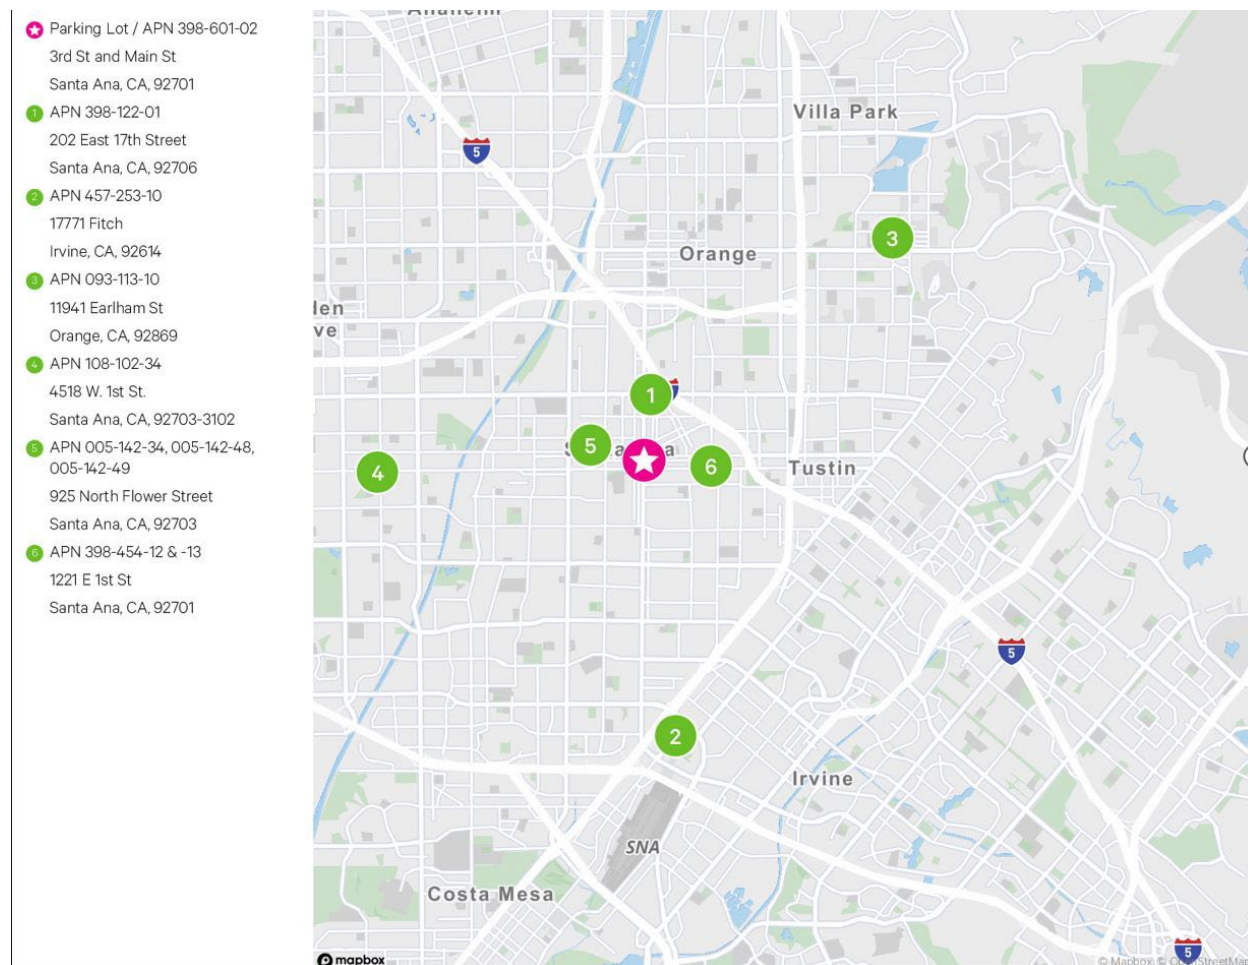 Parking Lot / APN 398-601-02
3rd St and Main St
Santa Ana, CA, 92701
1 APN 398-122-01
202 East 17th Street
Santa Ana, CA, 92706
2 APN 457-253-10
17771 Fitch
Irvine, CA, 92614
3 APN 093-113-10
11941 Earlham St
Orange, CA, 92869
4 APN 108-102-34
4518 W. 1st St.
Santa Ana, CA, 92703-3102
5 APN 005-142-34, 005-142-48,
005-142-49
925 North Flower Street
Santa Ana, CA, 92703
6 APN 398-454-12 & -13
1221 E 1st St
Santa Ana, CA, 92701
Villa Park
5
3
Orange
1
5
6
4
Tustin
5
2
Irvine
SNA
Costa Mesa
5
mapbox
© Mapbox ©